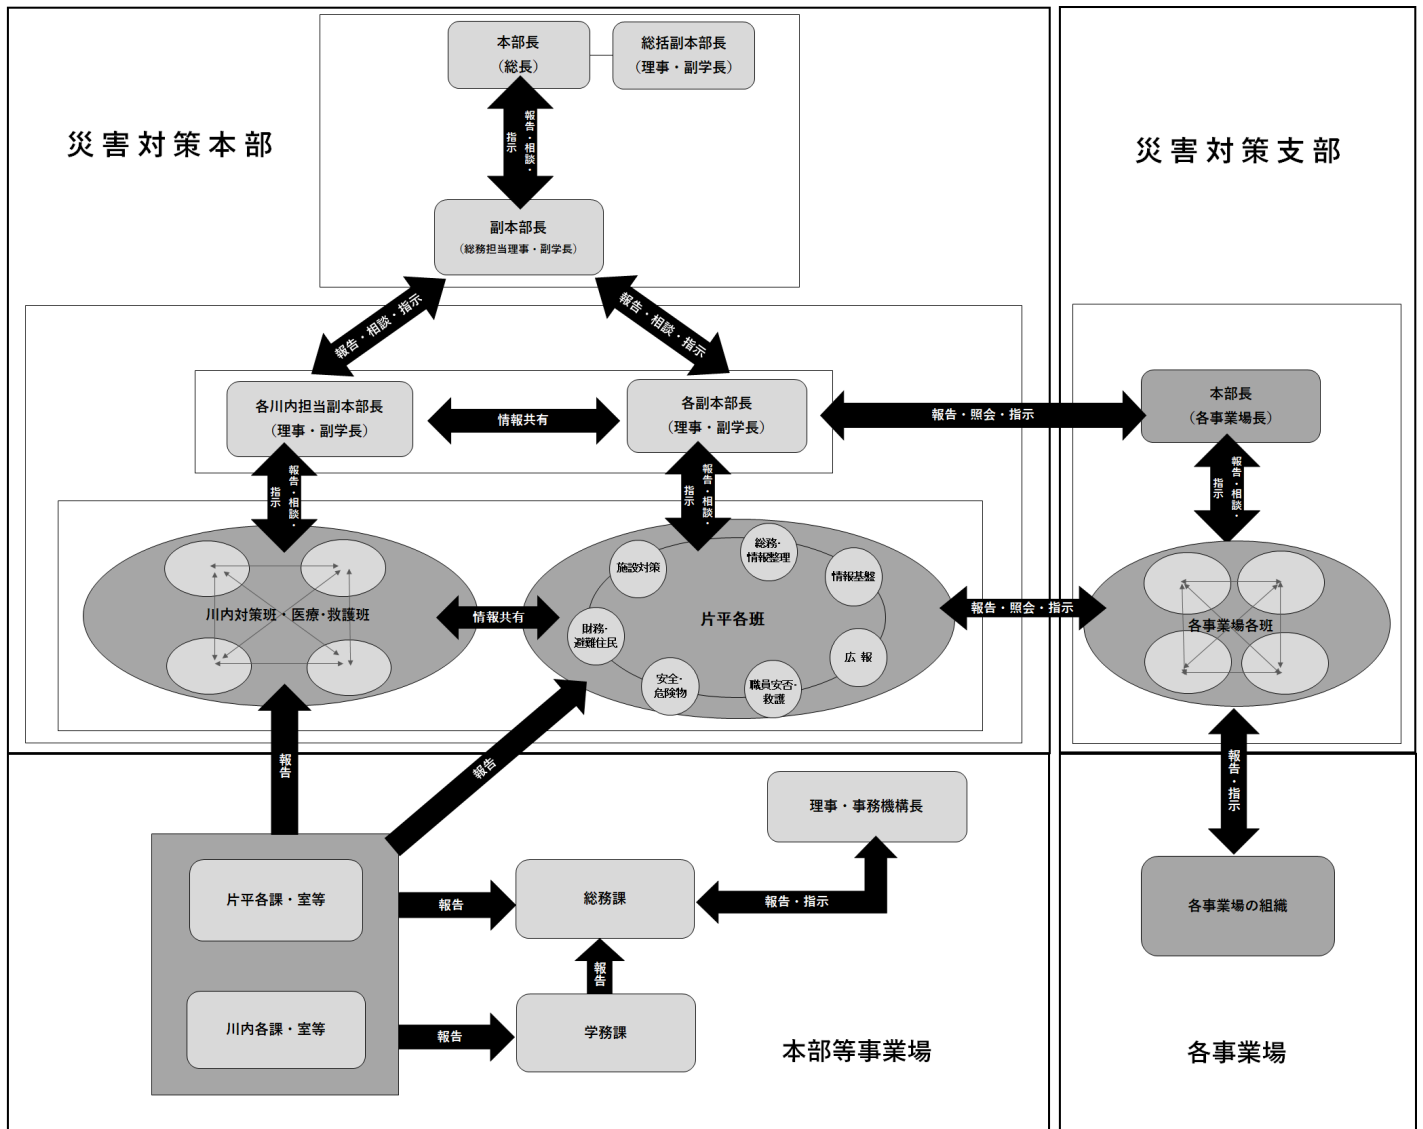 災害対策本部
本部長
（総長）
総括副本部長
（理事・副学長）
報告・相談・
指示
副本部長
（総務担当理事・副学長）
報告・相談・指示
報告・相談・指示
各川内担当副本部長
（理事・副学長）
情報共有
各副本部長
（理事・副学長）
報告・照会・指示
報告・相談・
指示
報告・相談・
指示
川内対策班・医療・救護班
情報共有
片平各班
施設対策
総務・
情報整理
情報基盤
広 報
職員安否・
救護
安全・
危険物
財務・
避難住民
報告・照会・指示
災害対策支部
本部長
（各事業場長）
報告・相談・
指示
各事業場各班
報告・指示
各事業場の組織
各事業場
報告
報告
片平各課・室等
川内各課・室等
報告
総務課
報告・指示
理事・事務機構長
報告
報告
学務課
本部等事業場